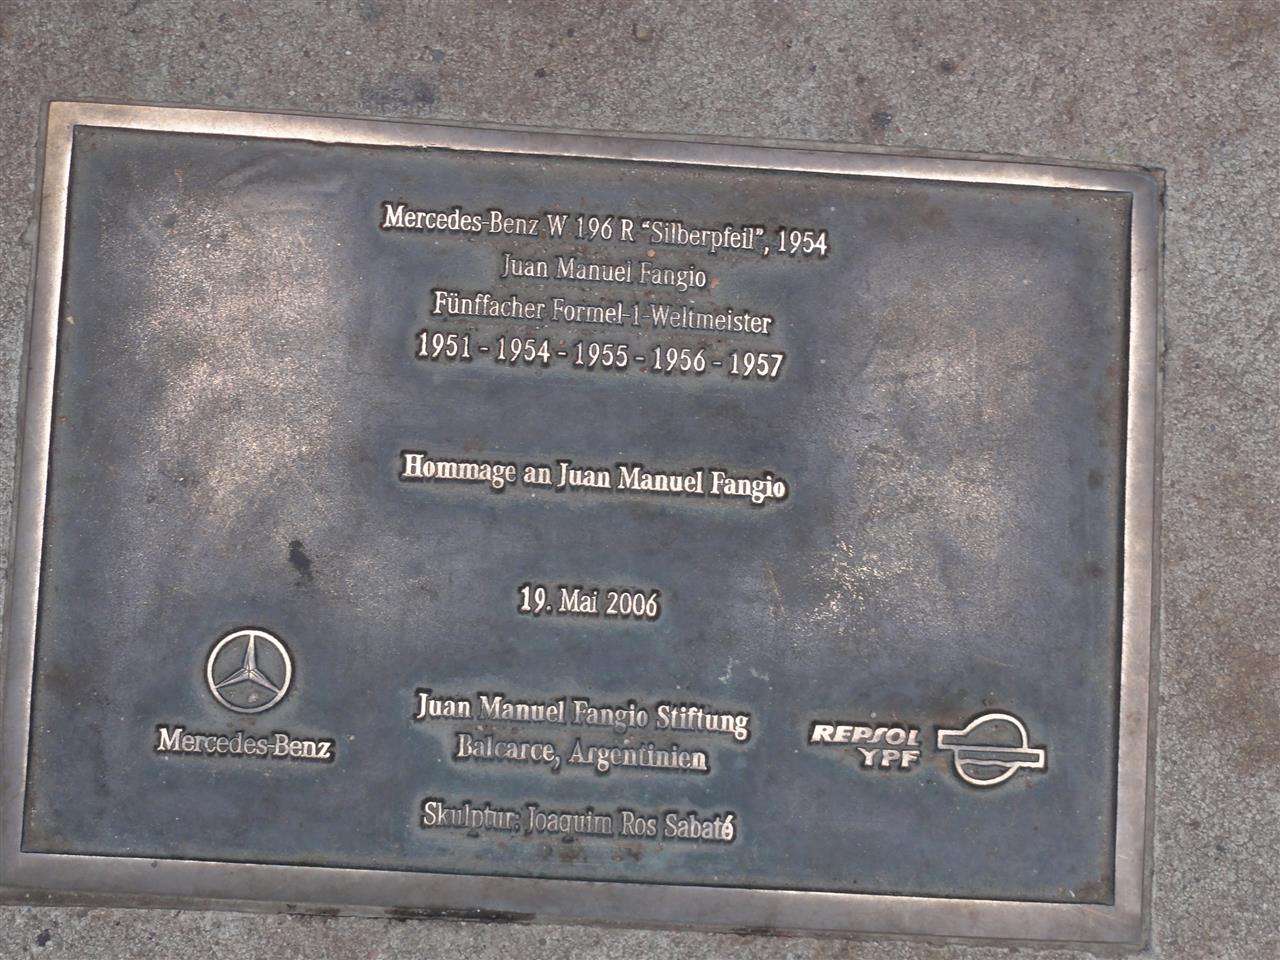 Mercedes-Benz W 196 R "Silberpfeil", 1954
Juan Manuel Fangio
Fünffacher Formel-1-Weltmeister
1951 - 1954 - 1955 - 1956 - 1957
Hommage an Juan Manuel Fangio
19. Mai 2006
Mercedes-Benz
Juan Manuel Fangio Stiftung
Balcarce, Argentinien
Skulptur: Joaquim Ros Sabaté
REPSOL
YPF